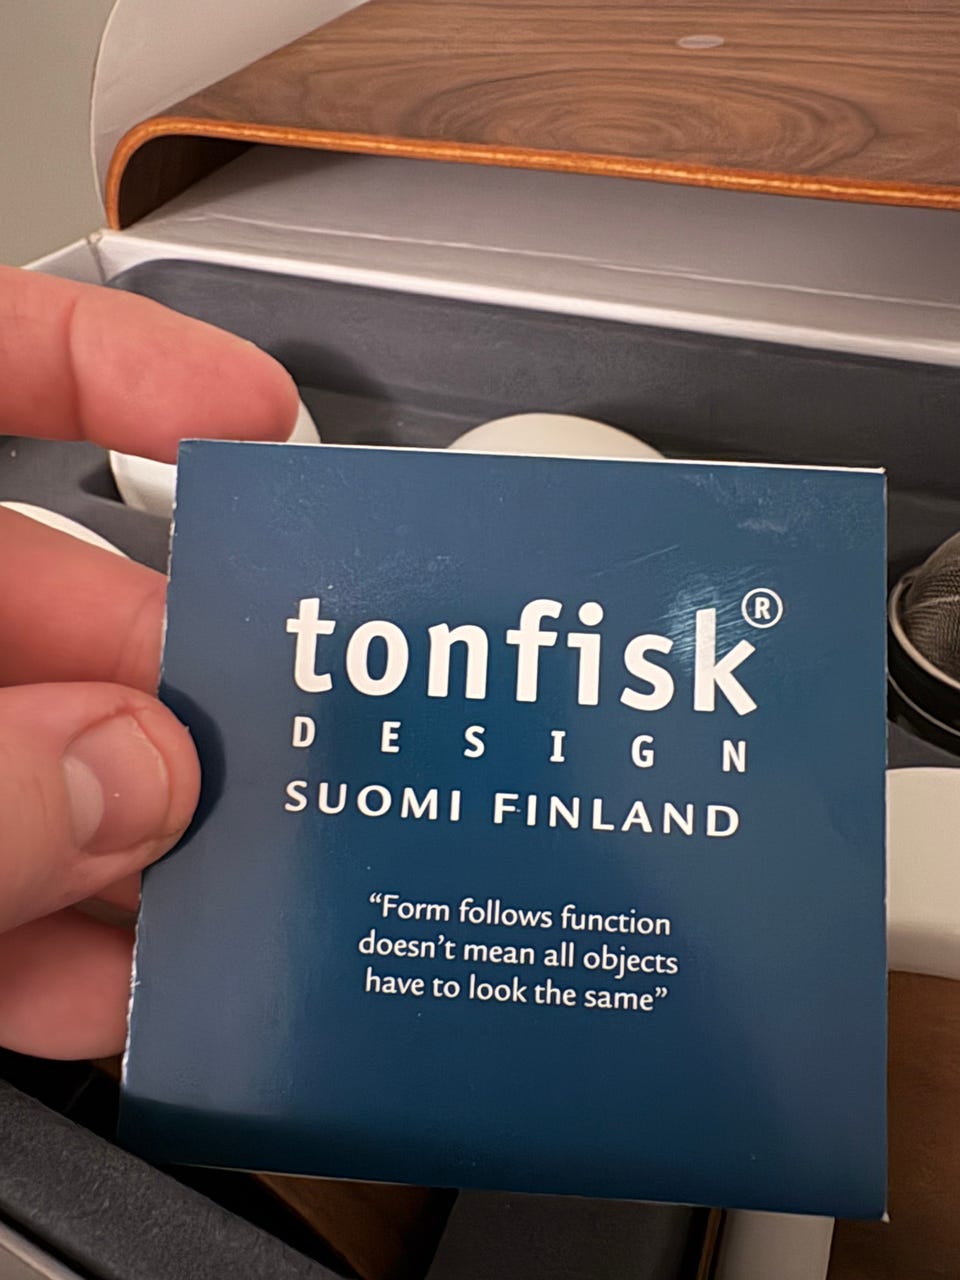 tonfisk®
DESIGN
SUOMI FINLAND
“Form follows function
doesn’t mean all objects
have to look the same”